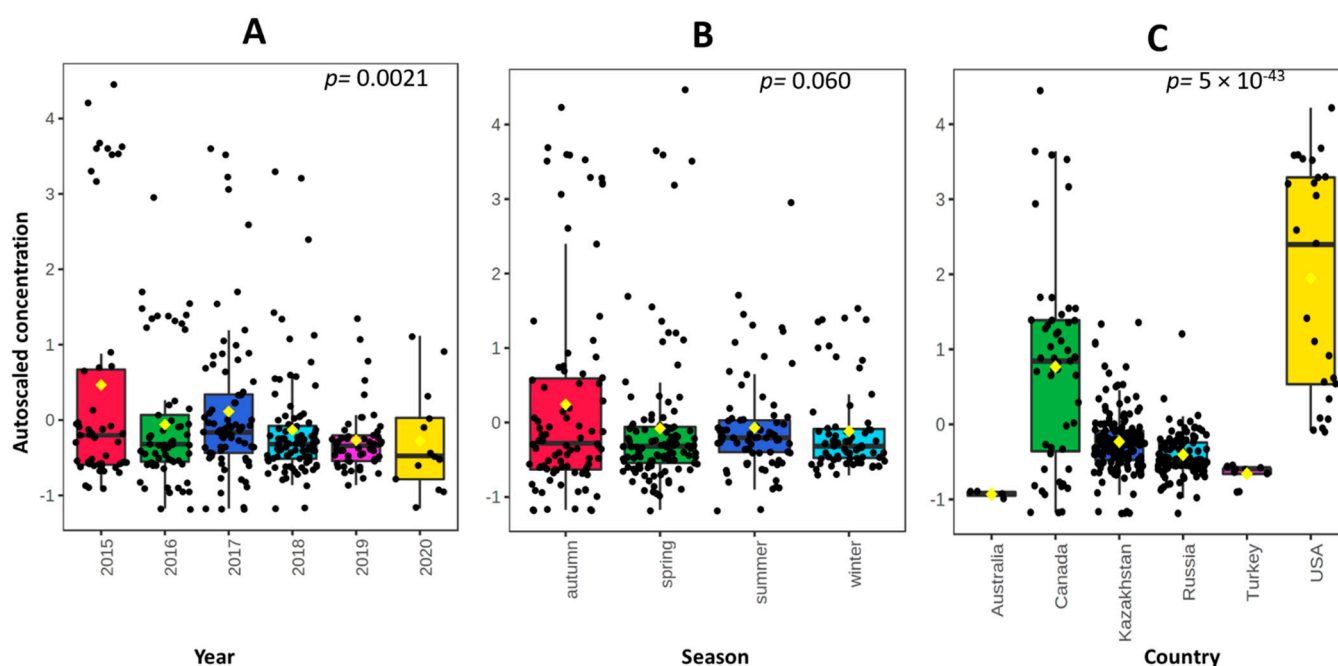 A
B
C
p= 0.0021
p= 0.060
p= 5 × 10⁻⁴³
Autoscaled concentration
4
3
2
1
0
-1
4
3
2
1
0
-1
4
3
2
1
0
-1
2015
2016
2017
2018
2019
2020
autumn
spring
summer
winter
Australia
Canada
Kazakhstan
Russia
Turkey
USA
Year
Season
Country